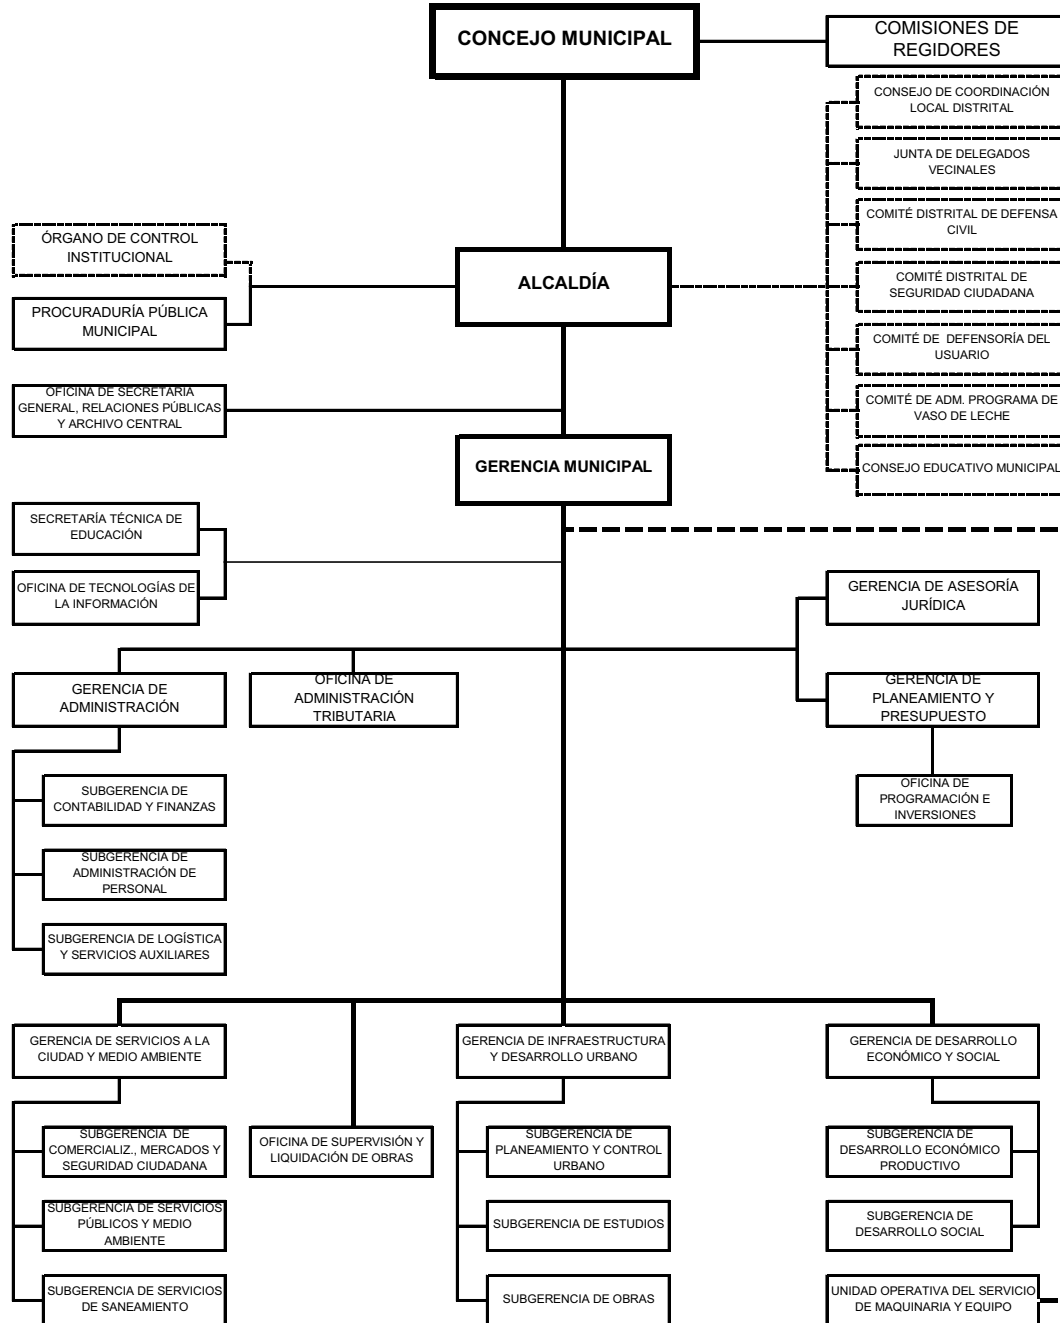 CONCEJO MUNICIPAL
COMISIONES DE
REGIDORES
CONSEJO DE COORDINACIÓN
LOCAL DISTRITAL
JUNTA DE DELEGADOS
VECINALES
COMITÉ DISTRITAL DE DEFENSA
CIVIL
COMITÉ DISTRITAL DE
SEGURIDAD CIUDADANA
COMITÉ DE DEFENSORÍA DEL
USUARIO
COMITÉ DE ADM. PROGRAMA DE
VASO DE LECHE
CONSEJO EDUCATIVO MUNICIPAL
ÓRGANO DE CONTROL
INSTITUCIONAL
PROCURADURÍA PÚBLICA
MUNICIPAL
ALCALDÍA
OFICINA DE SECRETARIA
GENERAL, RELACIONES PÚBLICAS
Y ARCHIVO CENTRAL
GERENCIA MUNICIPAL
SECRETARÍA TÉCNICA DE
EDUCACIÓN
OFICINA DE TECNOLOGÍAS DE
LA INFORMACIÓN
GERENCIA DE ASESORÍA
JURÍDICA
GERENCIA DE
ADMINISTRACIÓN
OFICINA DE
ADMINISTRACIÓN
TRIBUTARIA
GERENCIA DE
PLANEAMIENTO Y
PRESUPUESTO
SUBGERENCIA DE
CONTABILIDAD Y FINANZAS
OFICINA DE
PROGRAMACIÓN E
INVERSIONES
SUBGERENCIA DE
ADMINISTRACIÓN DE
PERSONAL
SUBGERENCIA DE LOGÍSTICA
Y SERVICIOS AUXILIARES
GERENCIA DE SERVICIOS A LA
CIUDAD Y MEDIO AMBIENTE
GERENCIA DE INFRAESTRUCTURA
Y DESARROLLO URBANO
GERENCIA DE DESARROLLO
ECONÓMICO Y SOCIAL
SUBGERENCIA DE
COMERCIALIZ., MERCADOS Y
SEGURIDAD CIUDADANA
OFICINA DE SUPERVISIÓN Y
LIQUIDACIÓN DE OBRAS
SUBGERENCIA DE
PLANEAMIENTO Y CONTROL
URBANO
SUBGERENCIA DE
DESARROLLO ECONÓMICO
PRODUCTIVO
SUBGERENCIA DE SERVICIOS
PÚBLICOS Y MEDIO
AMBIENTE
SUBGERENCIA DE ESTUDIOS
SUBGERENCIA DE
DESARROLLO SOCIAL
SUBGERENCIA DE SERVICIOS
DE SANEAMIENTO
SUBGERENCIA DE OBRAS
UNIDAD OPERATIVA DEL SERVICIO
DE MAQUINARIA Y EQUIPO